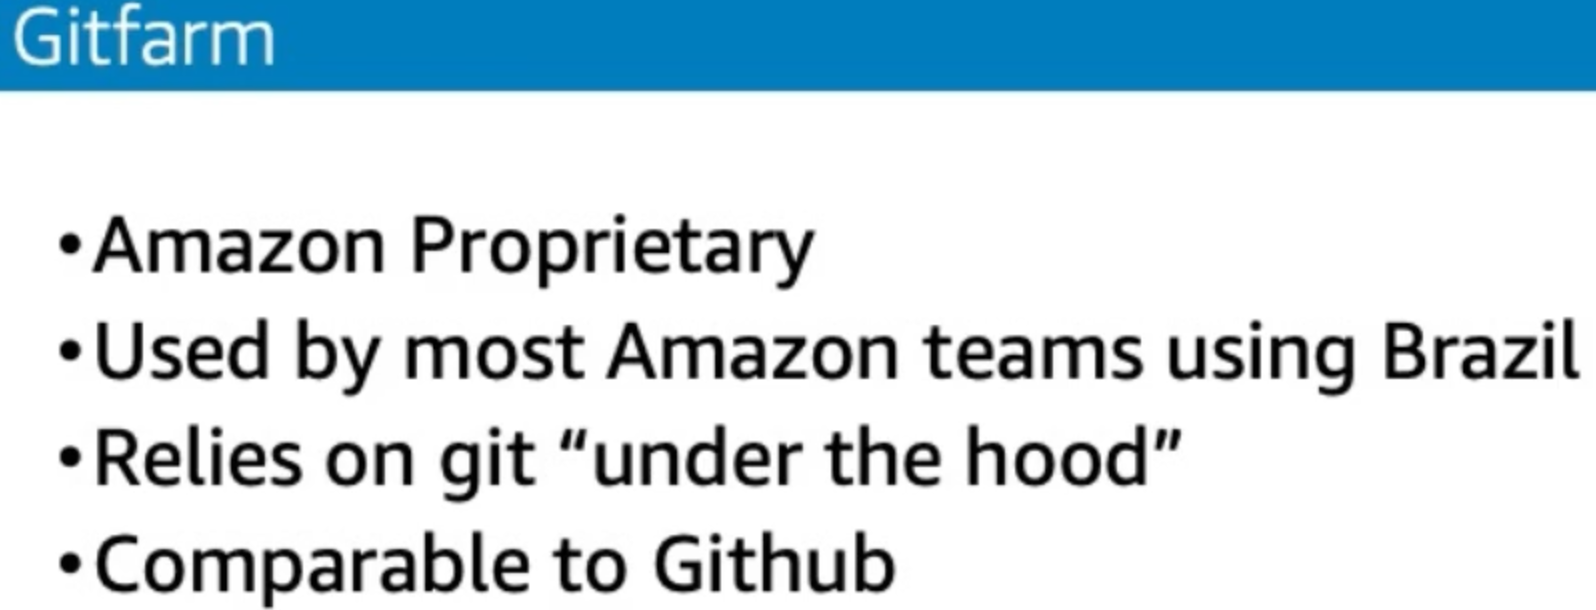 Gitfarm
•Amazon Proprietary
•Used by most Amazon teams using Brazil
•Relies on git “under the hood”
•Comparable to Github